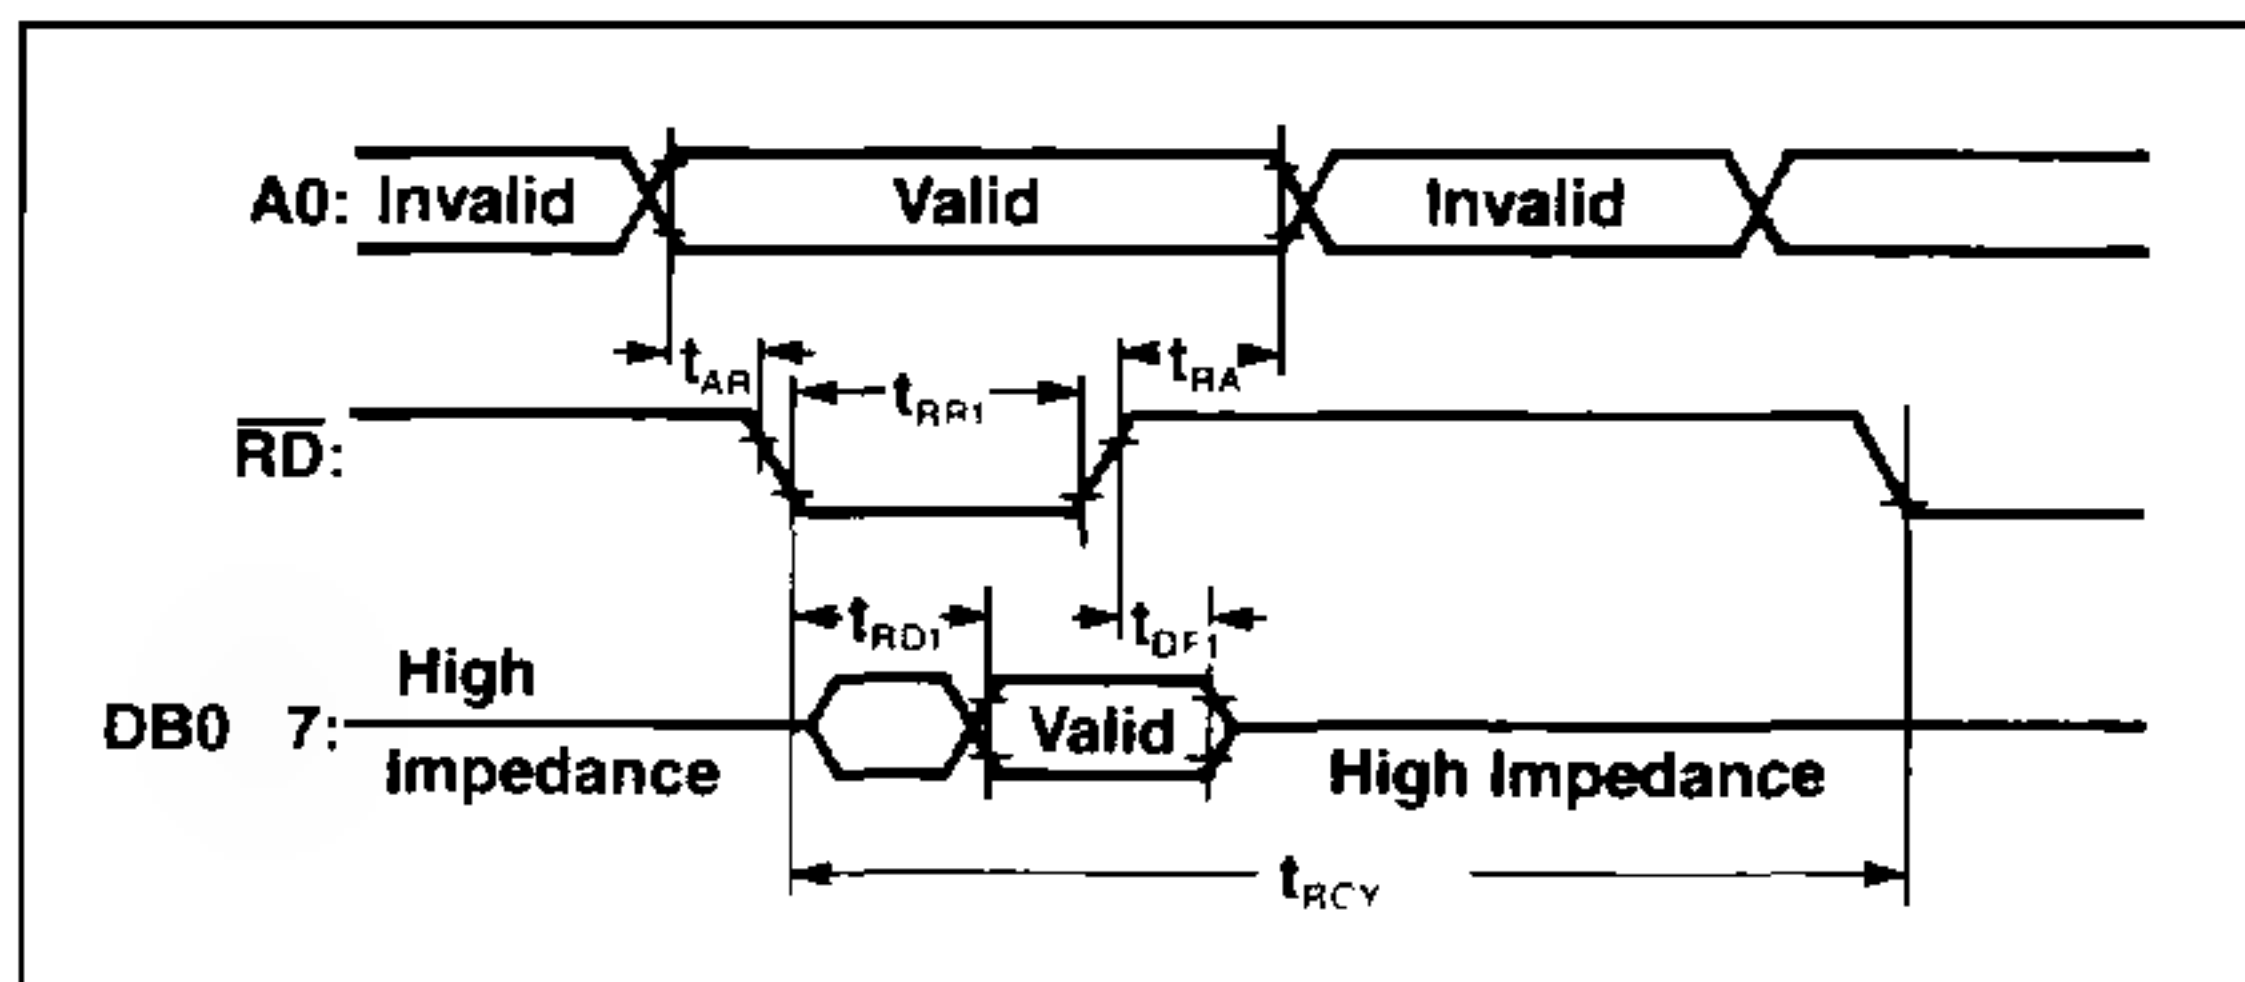 A0: Invalid Valid Invalid
tAR tRR1 tRA
RD:
tRD1 tDF1
High
DB0 7: Valid
Impedance High Impedance
tRCY